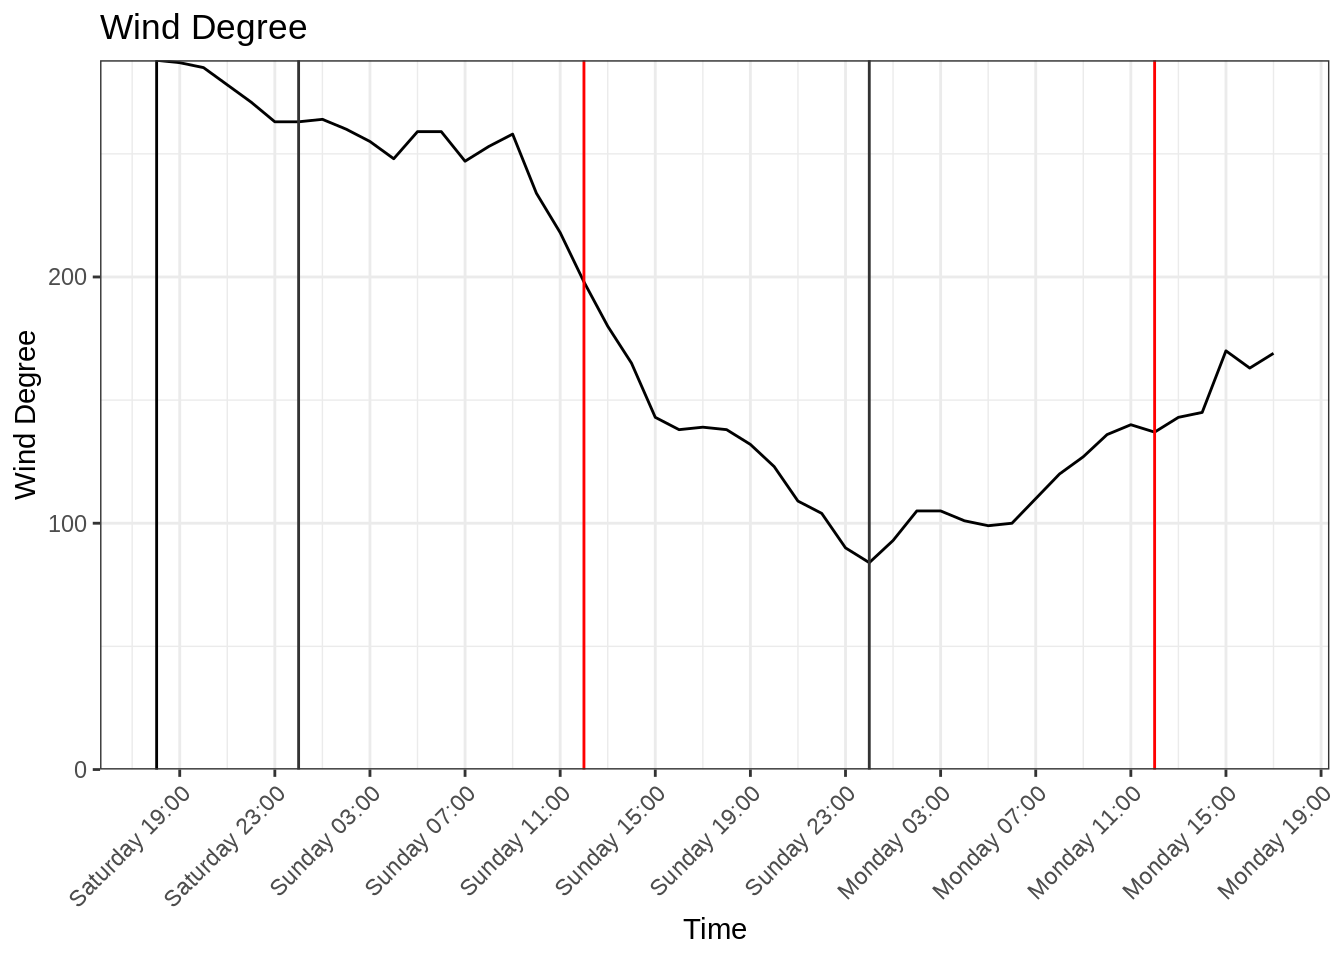 Wind Degree
Wind Degree
200
100
0
Saturday 19:00
Saturday 23:00
Sunday 03:00
Sunday 07:00
Sunday 11:00
Sunday 15:00
Sunday 19:00
Sunday 23:00
Monday 03:00
Monday 07:00
Monday 11:00
Monday 15:00
Monday 19:00
Time